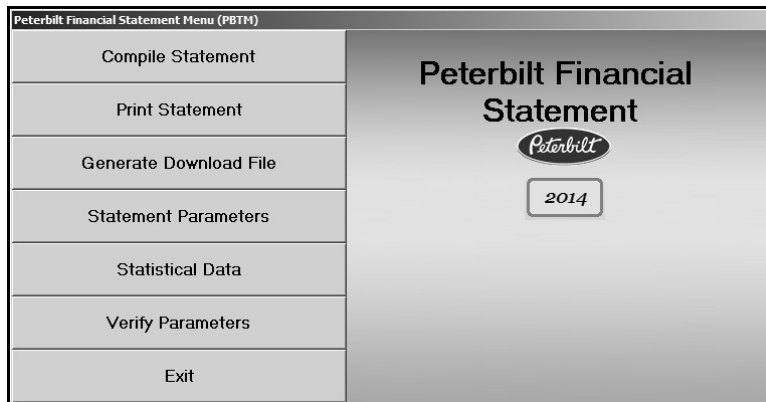 Peterbilt Financial Statement Menu (PBTM)
Compile Statement
Print Statement
Generate Download File
Statement Parameters
Statistical Data
Verify Parameters
Exit
Peterbilt Financial
Statement
Peterbilt
2014